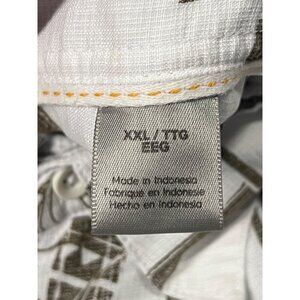 XXL / TTG
EEG
Made in Indonesia
Fabriqué en Indonésie
Hecho en Indonesia